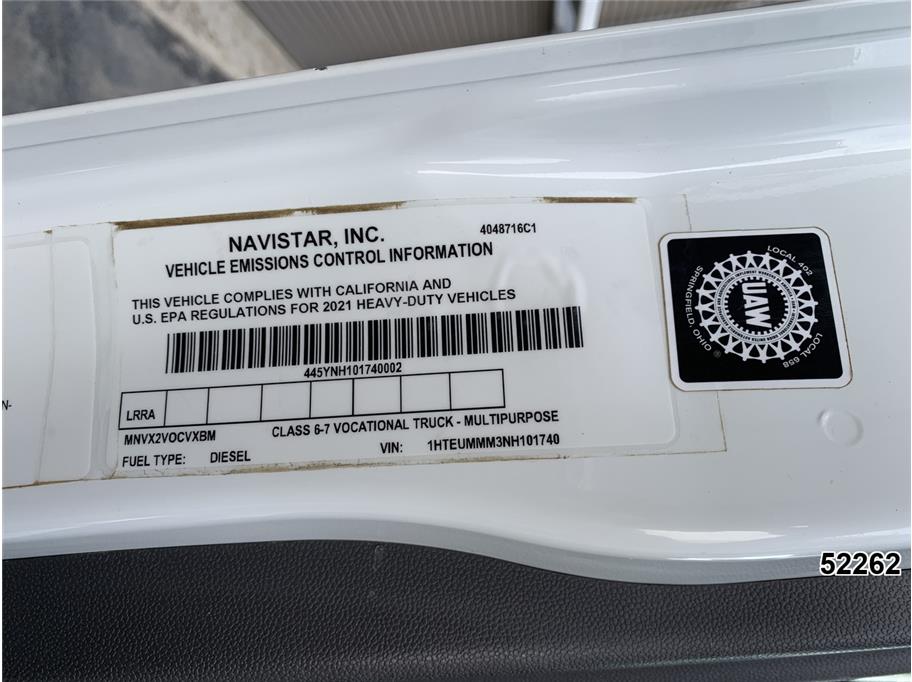 NAVISTAR, INC.
4048716C1
VEHICLE EMISSIONS CONTROL INFORMATION
THIS VEHICLE COMPLIES WITH CALIFORNIA AND
U.S. EPA REGULATIONS FOR 2021 HEAVY-DUTY VEHICLES
445YNH101740002
LRRA
MNVX2VOCVXBM
CLASS 6-7 VOCATIONAL TRUCK - MULTIPURPOSE
FUEL TYPE: DIESEL
VIN: 1HTEUMMM3NH101740
N-
LOCAL 402
SPRINGFIELD, OIHO
UAW
LOCAL 658
®
52262